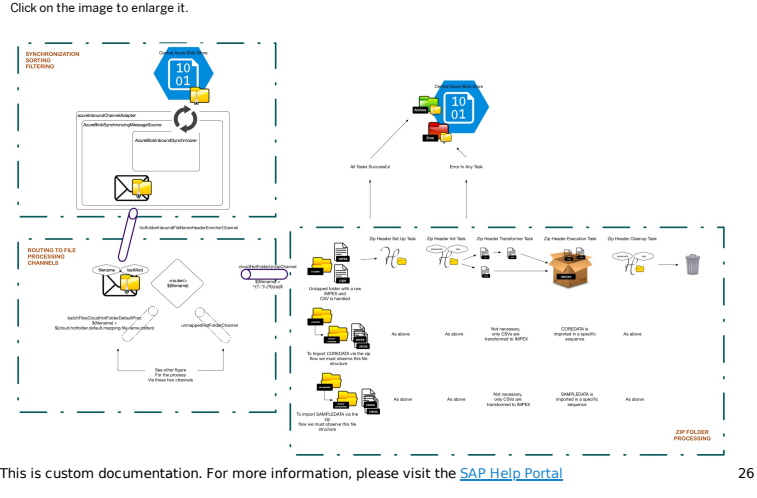 Click on the image to enlarge it.
SYNCHRONIZATION
SORTING
FILTERING
Central Azure Blob Store
azureInboundChannelAdapter
AzureBlobSynchronizingMessageSource
AzureBlobInboundSynchroizer
hotfolderInboundFileNameHeaderEnricherChannel
Central Azure Blob Store
Archive
Error
All Tasks Successful
Error In Any Task
ROUTING TO FILE
PROCESSING
CHANNELS
filename
lastMod
<router>
${filename}
batchFilesCloudHotFolderDefaultProc
${filename} =
${cloud.hotfolder.default.mapping.file.name.pattern}
unmappedHotFolderChannel
See other figure
For the process
Via these two channels
cloudHotFolderUnzipChannel
${filename} =
Zip Header Set Up Task
Zip Header Init Task
Zip Header Transformer Task
Zip Header Execution Task
Zip Header Cleanup Task
Unzipped folder with a raw
IMPEX and
CSV is handled
As above
As above
Not necessary,
only CSVs are
transformed to IMPEX
COREDATA is
imported in a specific
sequence
As above
To Import COREDATA via the zip
flow we must observe this file
structure
As above
As above
Not necessary,
only CSVs are
transformed to IMPEX
SAMPLEDATA is
imported in a specific
sequence
As above
To Import SAMPLEDATA via the
zip
flow we must observe this file
structure
ZIP FOLDER
PROCESSING
This is custom documentation. For more information, please visit the SAP Help Portal
26